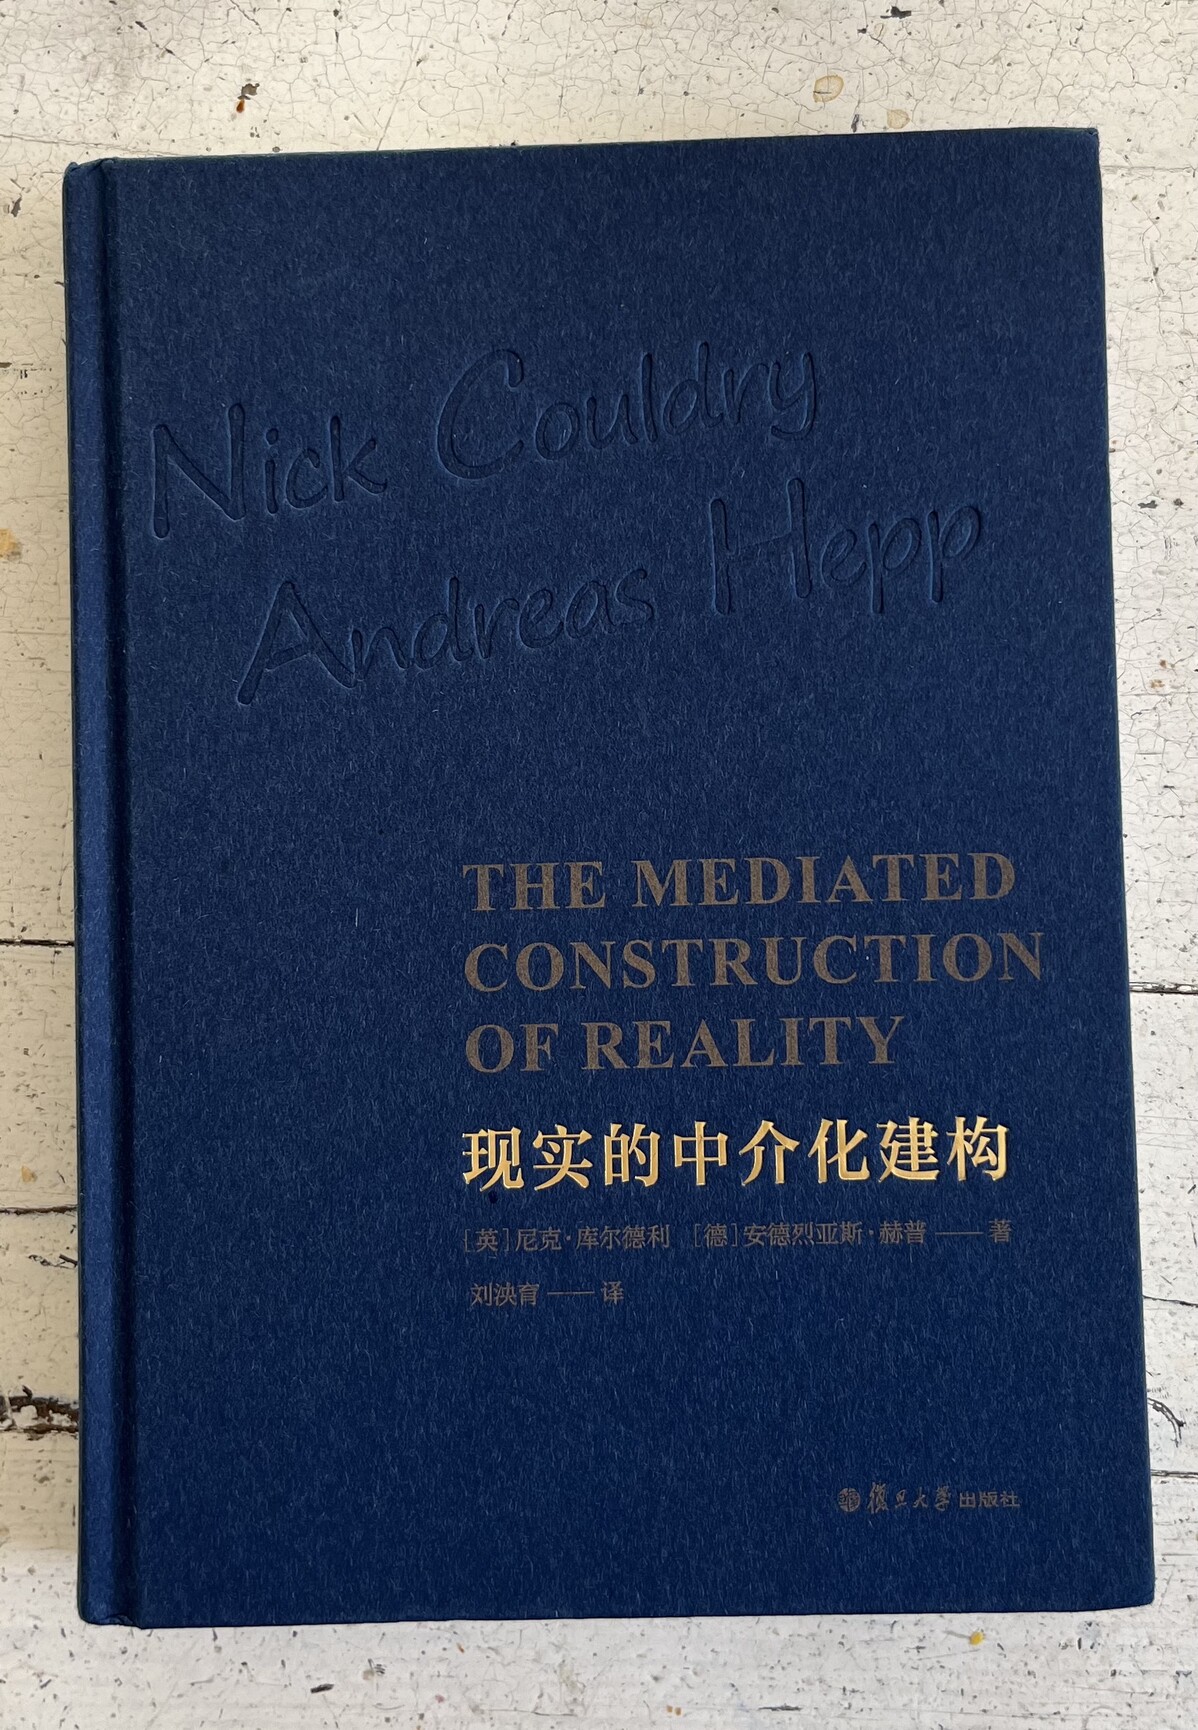 Nick Couldry
Andreas Hepp
THE MEDIATED
CONSTRUCTION
OF REALITY
现实的中介化建构
[英]尼克·库尔德利 [德]安德烈亚斯·赫普——著
刘泱育——译
復旦大學出版社